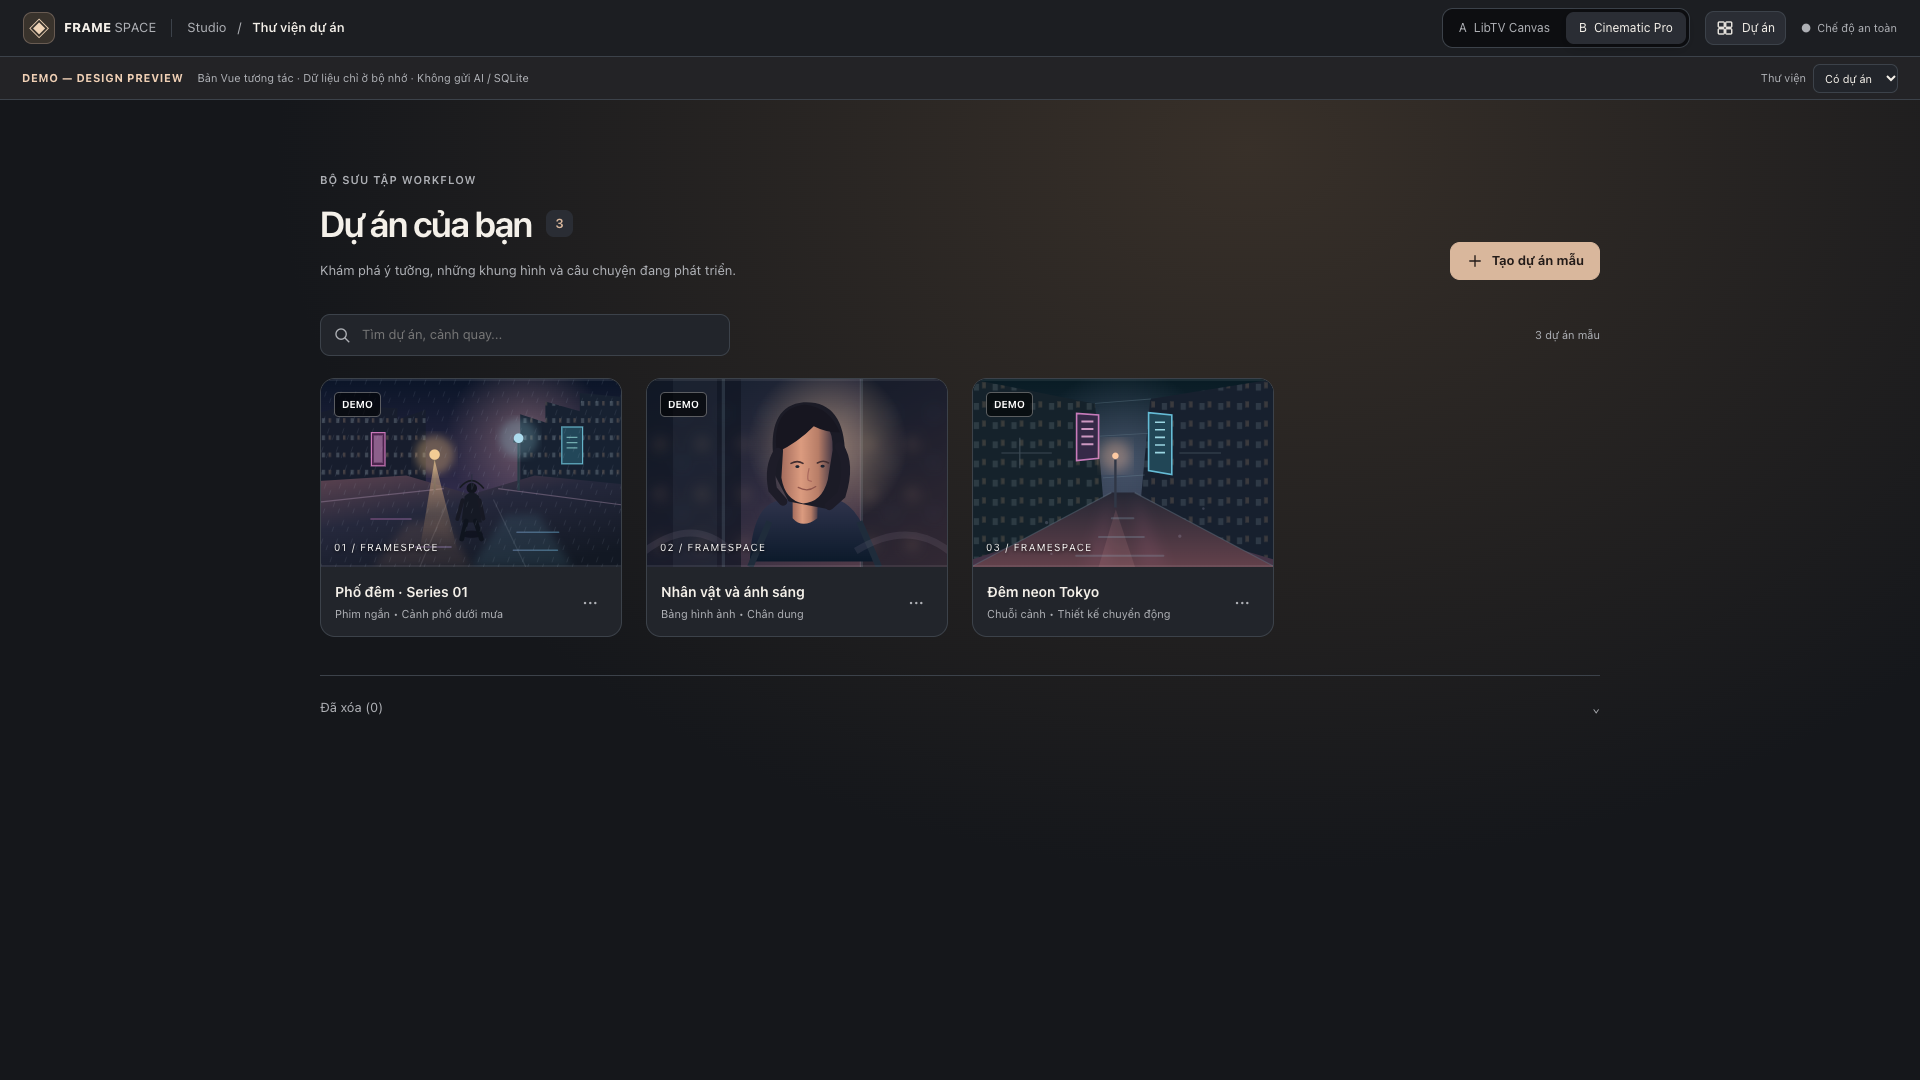 FRAME SPACE
Studio / Thư viện dự án
A LibTV Canvas
B Cinematic Pro
Dự án
Chế độ an toàn
DEMO — DESIGN PREVIEW
Bản Vue tương tác · Dữ liệu chỉ ở bộ nhớ · Không gửi AI / SQLite
Thư viện
Có dự án
BỘ SƯU TẬP WORKFLOW
Dự án của bạn 3
Khám phá ý tưởng, những khung hình và câu chuyện đang phát triển.
Tạo dự án mẫu
Tìm dự án, cảnh quay...
3 dự án mẫu
DEMO
01 / FRAMESPACE
Phố đêm · Series 01
Phim ngắn • Cảnh phố dưới mưa
DEMO
02 / FRAMESPACE
Nhân vật và ánh sáng
Bảng hình ảnh • Chân dung
DEMO
03 / FRAMESPACE
Đêm neon Tokyo
Chuỗi cảnh • Thiết kế chuyển động
Đã xóa (0)